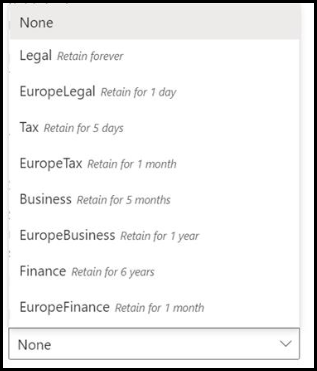 None
Legal Retain forever
EuropeLegal Retain for 1 day
Tax Retain for 5 days
EuropeTax Retain for 1 month
Business Retain for 5 months
EuropeBusiness Retain for 1 year
Finance Retain for 6 years
EuropeFinance Retain for 1 month
None